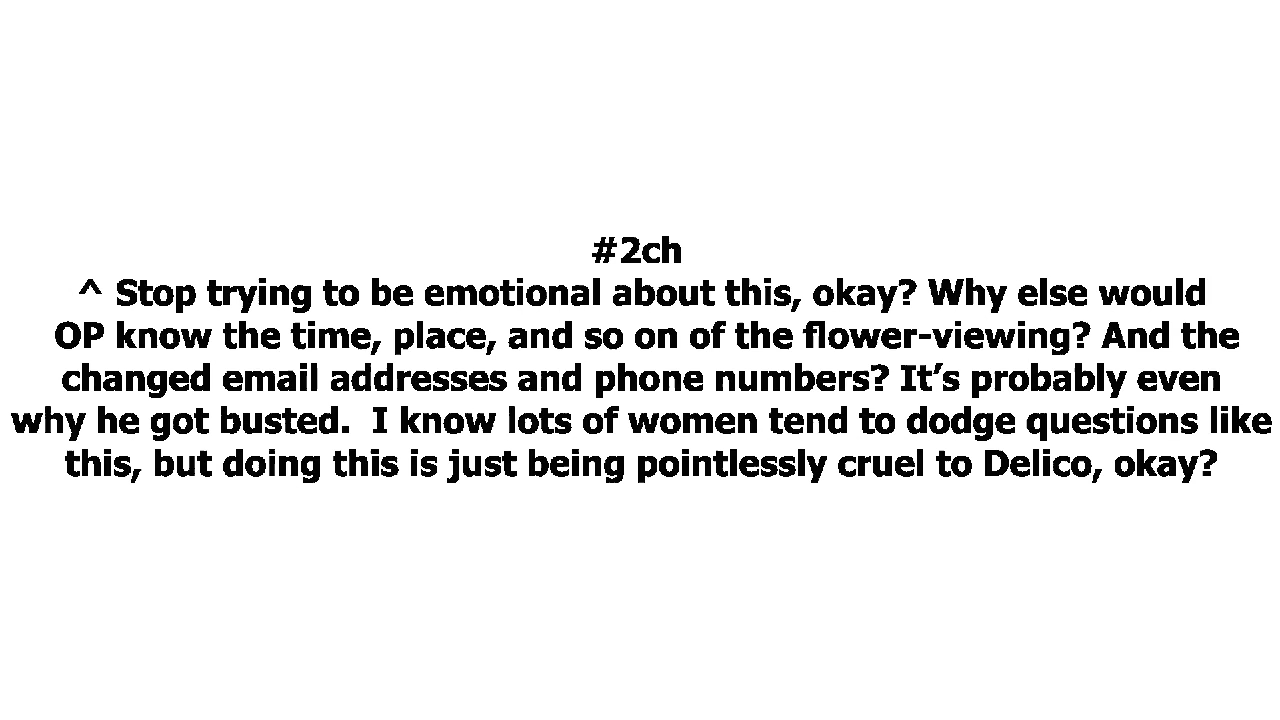 #2ch
^ Stop trying to be emotional about this, okay? Why else would
OP know the time, place, and so on of the flower-viewing? And the
changed email addresses and phone numbers? It’s probably even
why he got busted.  I know lots of women tend to dodge questions like
this, but doing this is just being pointlessly cruel to Delico, okay?